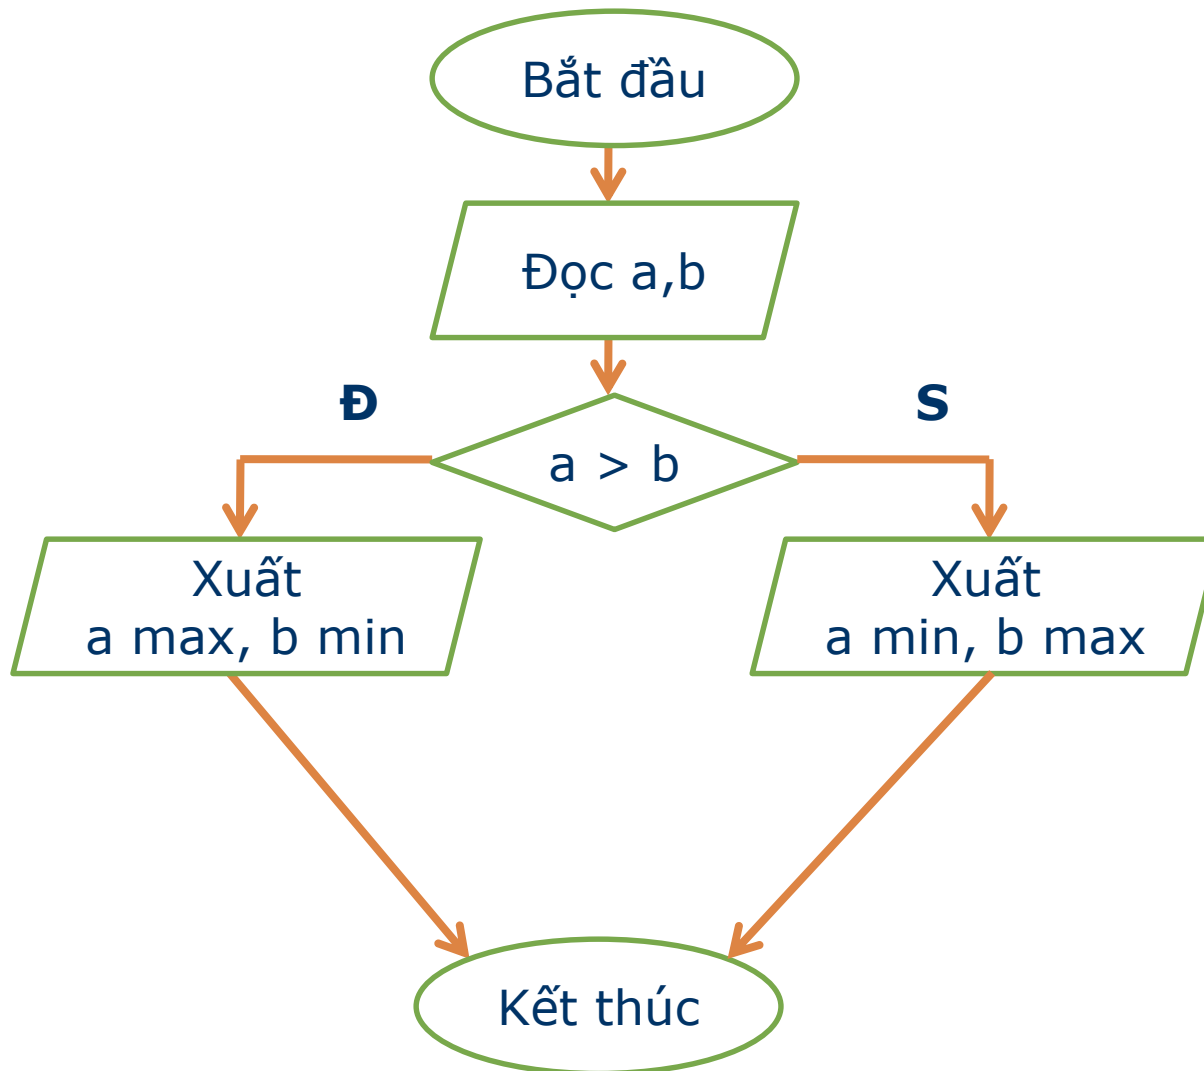 Bắt đầu
Đọc a,b
Đ
S
a > b
Xuất
a max, b min
Xuất
a min, b max
Kết thúc